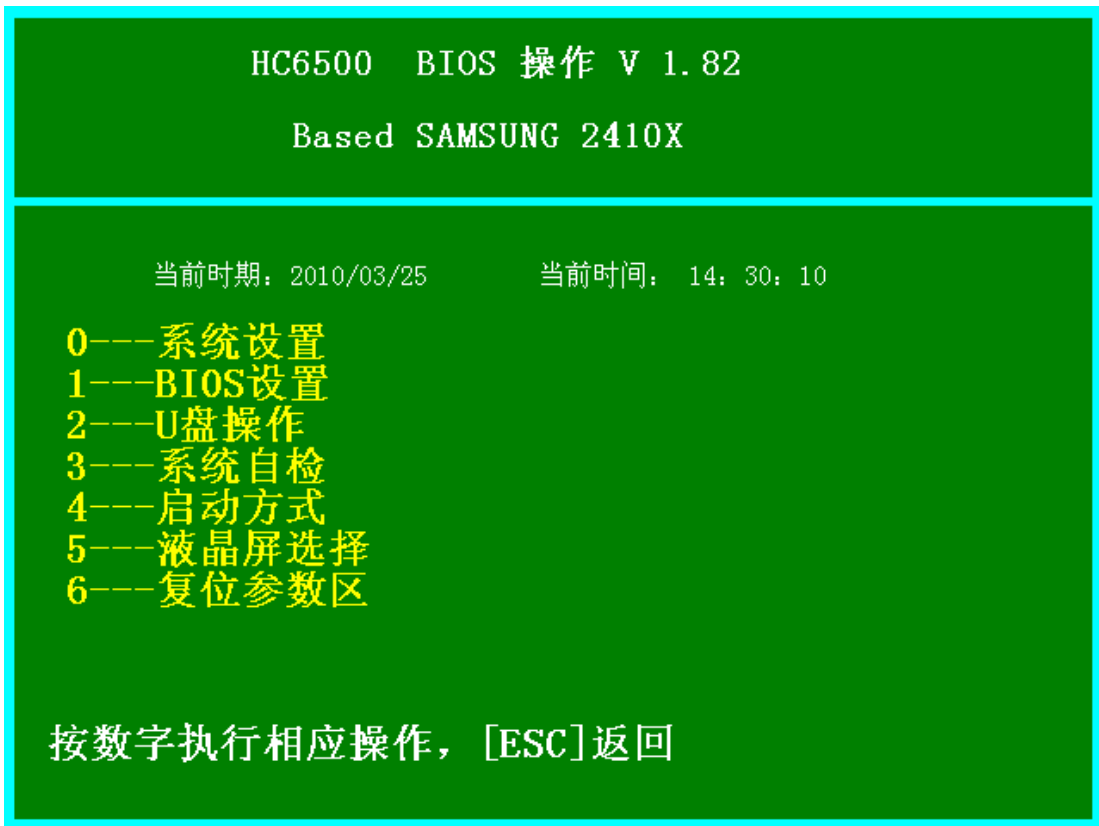 HC6500 BIOS 操作 V 1.82
Based SAMSUNG 2410X
当前时期：2010/03/25 当前时间： 14：30：10
0---系统设置
1---BIOS设置
2---U盘操作
3---系统自检
4---启动方式
5---液晶屏选择
6---复位参数区
按数字执行相应操作，[ESC]返回